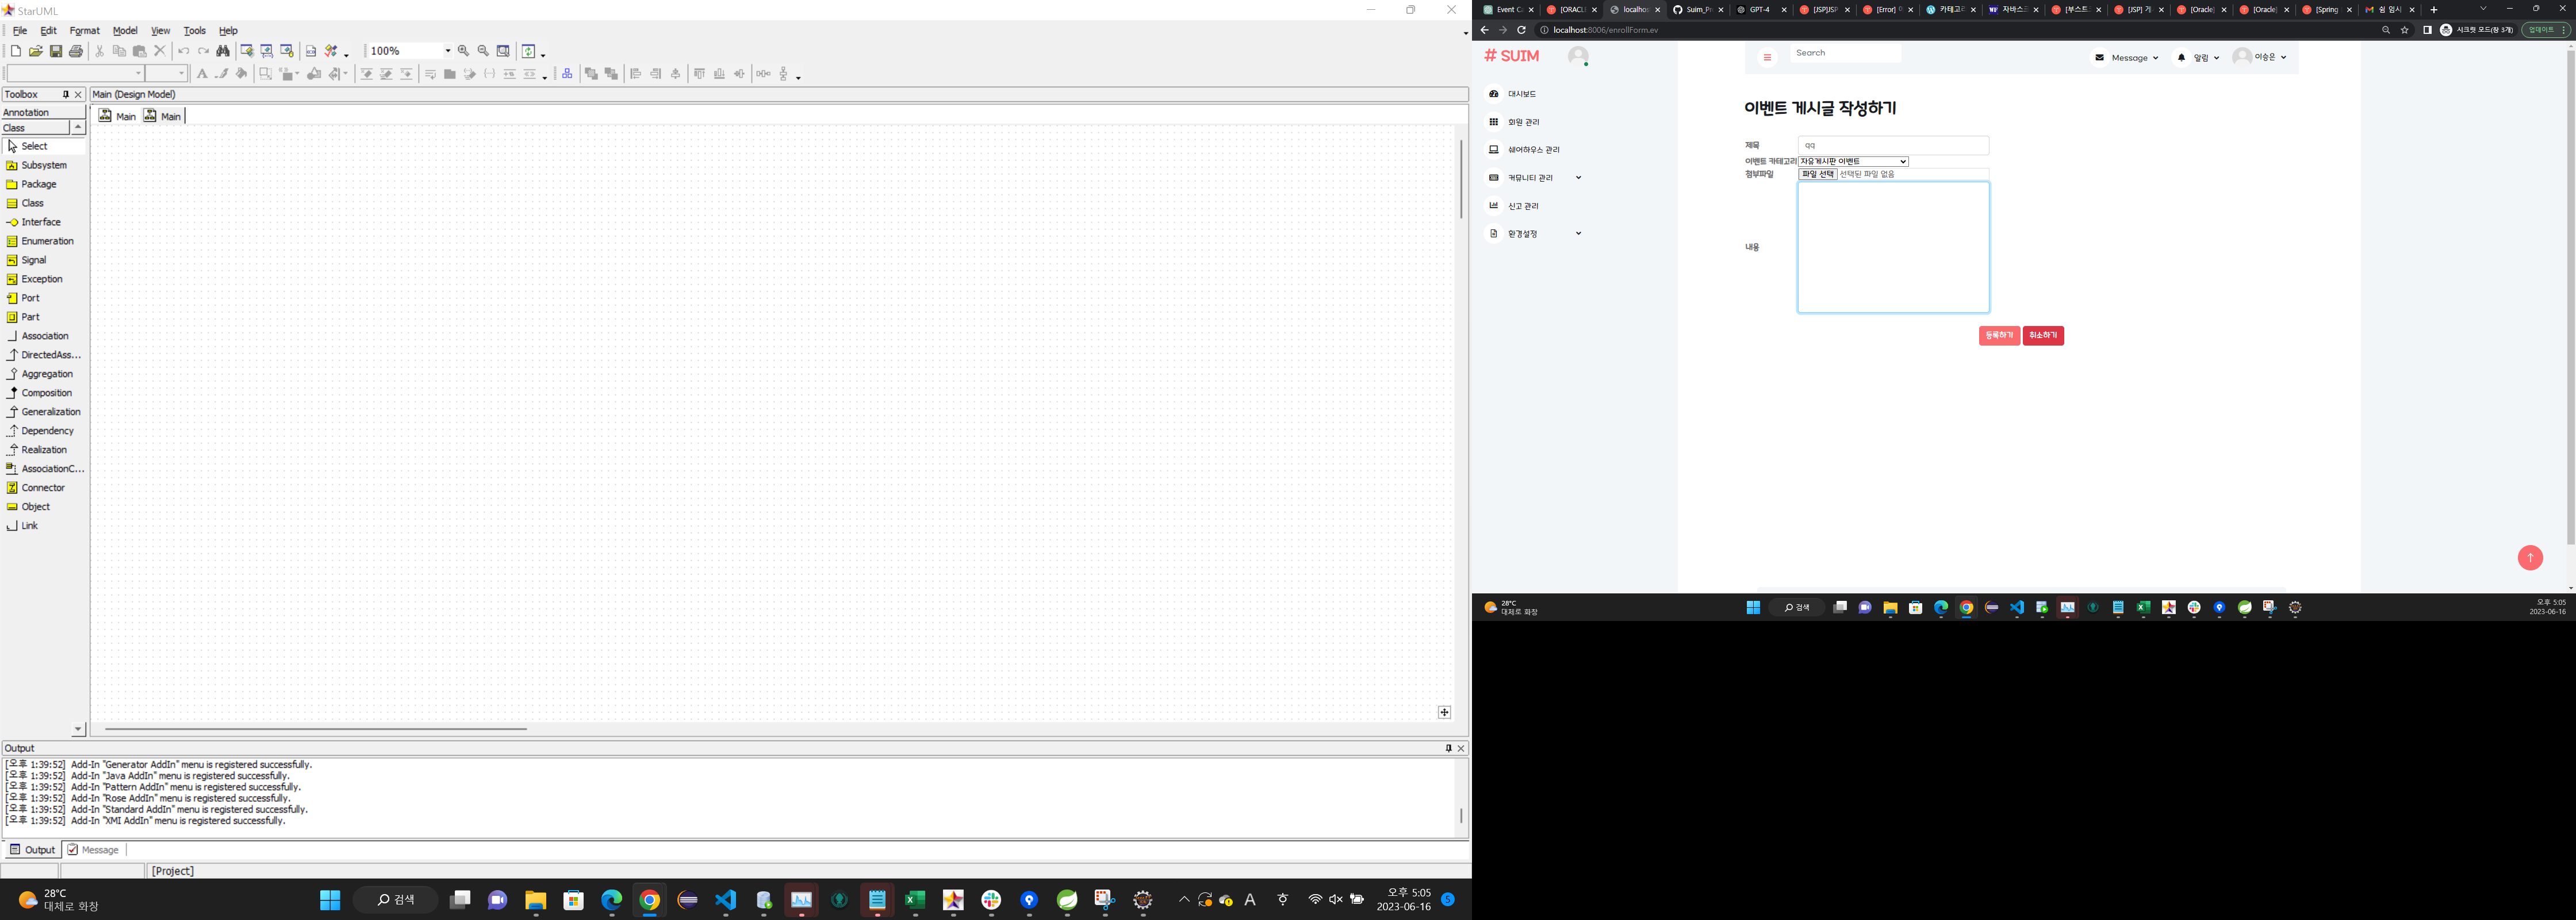 StarUML
File Edit Format Model View Tools Help
100%
Toolbox
Main (Design Model)
Annotation
Class
Main Main
Select
Subsystem
Package
Class
Interface
Enumeration
Signal
Exception
Port
Part
Association
DirectedAss...
Aggregation
Composition
Generalization
Dependency
Realization
AssociationC...
Connector
Object
Link
Output
[오후 1:39:52] Add-In "Generator AddIn" menu is registered successfully.
[오후 1:39:52] Add-In "Java AddIn" menu is registered successfully.
[오후 1:39:52] Add-In "Pattern AddIn" menu is registered successfully.
[오후 1:39:52] Add-In "Rose AddIn" menu is registered successfully.
[오후 1:39:52] Add-In "Standard AddIn" menu is registered successfully.
[오후 1:39:52] Add-In "XMI AddIn" menu is registered successfully.
Output Message
[Project]
28°C
대체로 화창
검색
A
오후 5:05
2023-06-16
5
Event Ca [ORACLE localhos Suim_Pr GPT-4 [JSP]JSP [Error] 카테고리 자바스크 [부스트 [JSP] 게 [Oracle] [Oracle] [Spring 쉼 임시
localhost:8006/enrollForm.ev
시크릿 모드(창 3개)
업데이트
# SUIM
Search
Message
알림
이승은
대시보드
회원 관리
쉐어하우스 관리
커뮤니티 관리
신고 관리
환경설정
이벤트 게시글 작성하기
제목
qq
이벤트 카테고리
자유게시판 이벤트
첨부파일
파일 선택 선택된 파일 없음
내용
등록하기 취소하기
28°C
대체로 화창
검색
오후 5:05
2023-06-16